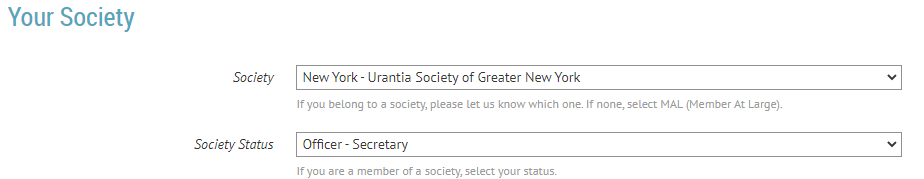 Your Society
Society New York - Urantia Society of Greater New York
If you belong to a society, please let us know which one. If none, select MAL (Member At Large).
Society Status Officer - Secretary
If you are a member of a society, select your status.